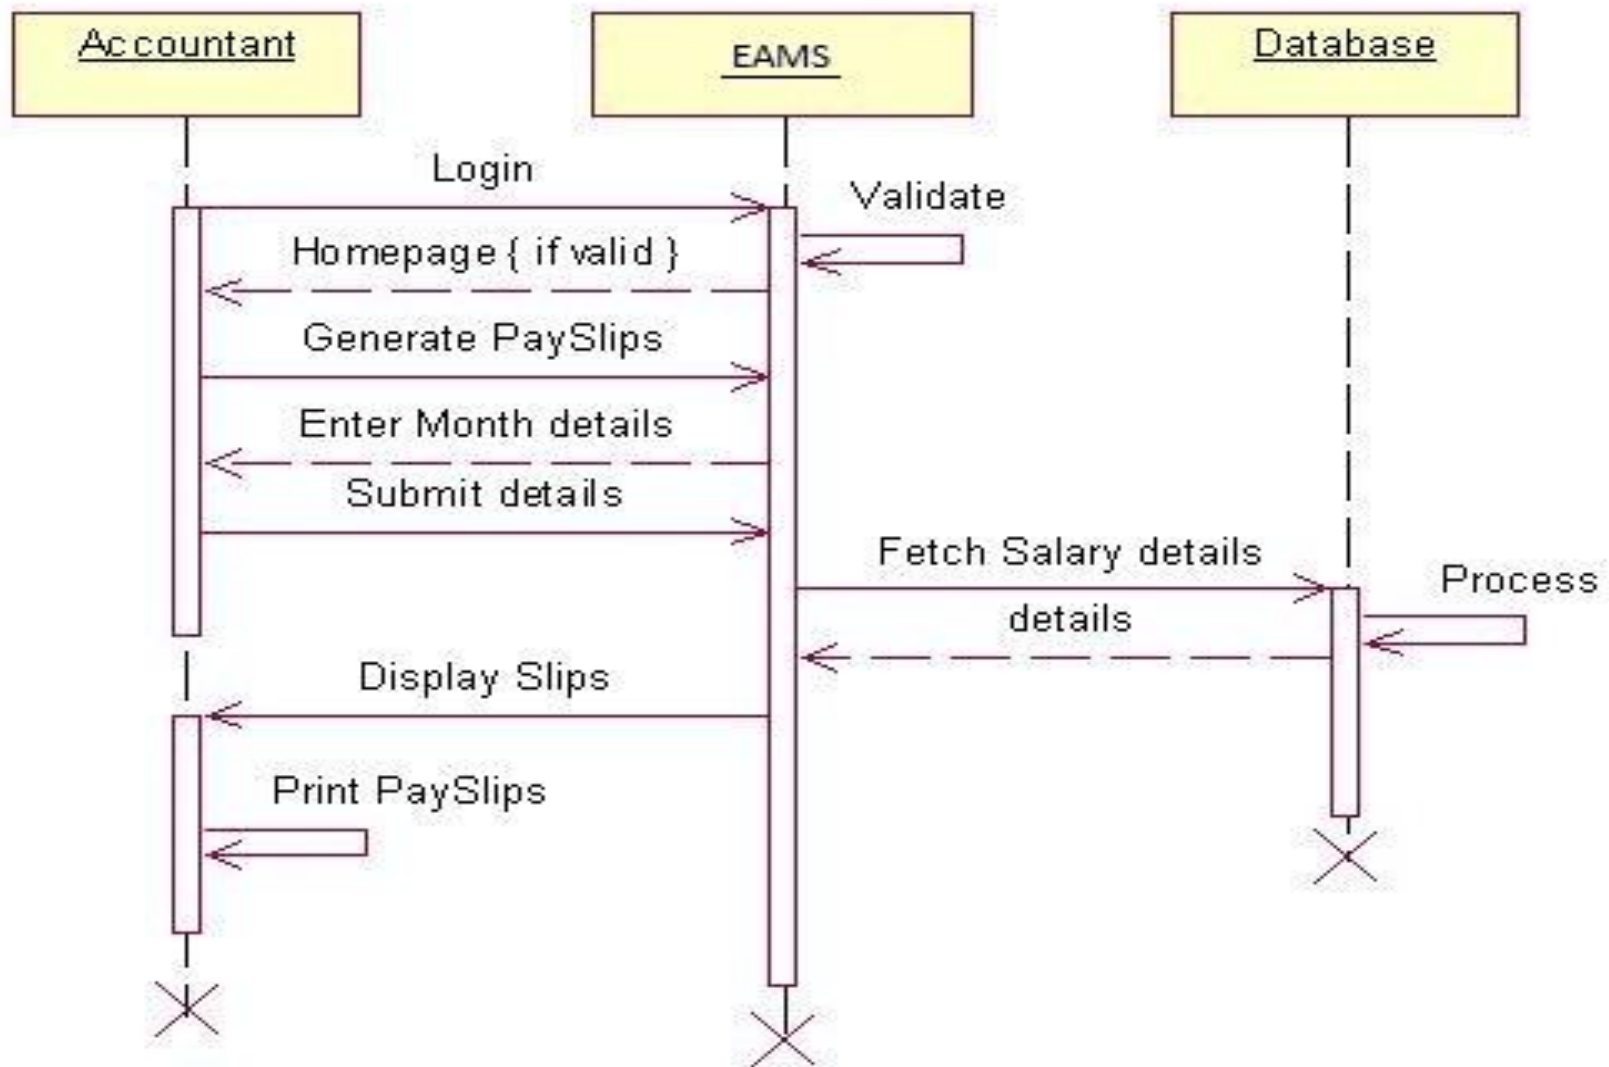 Accountant
EAMS
Database
Login
Validate
Homepage { if valid }
Generate PaySlips
Enter Month details
Submit details
Fetch Salary details
Process
details
Display Slips
Print PaySlips